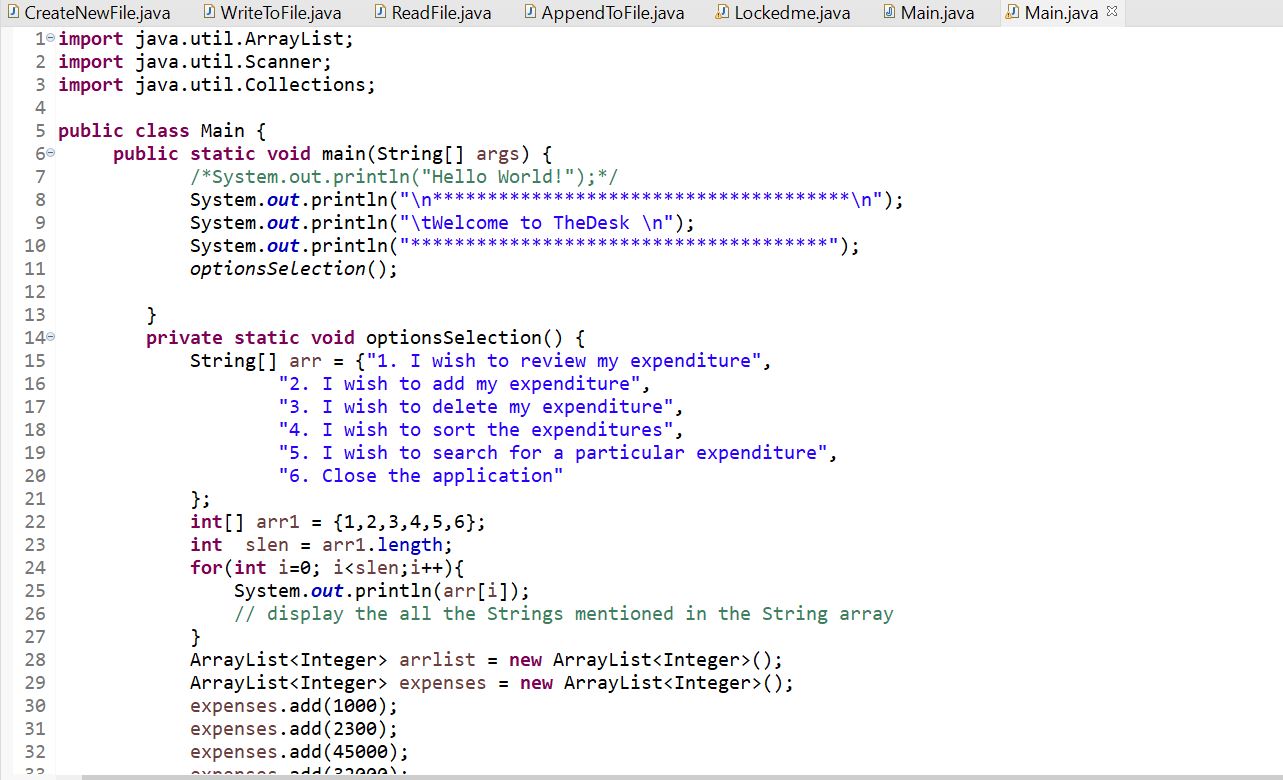 CreateNewFile.java WriteToFile.java ReadFile.java AppendToFile.java Lockedme.java Main.java Main.java
1 import java.util.ArrayList;
2 import java.util.Scanner;
3 import java.util.Collections;
4
5 public class Main {
6 public static void main(String[] args) {
7 /*System.out.println("Hello World!");*/
8 System.out.println("\n**************************************\n");
9 System.out.println("\tWelcome to TheDesk \n");
10 System.out.println("**************************************");
11 optionsSelection();
12
13 }
14 private static void optionsSelection() {
15 String[] arr = {"1. I wish to review my expenditure",
16 "2. I wish to add my expenditure",
17 "3. I wish to delete my expenditure",
18 "4. I wish to sort the expenditures",
19 "5. I wish to search for a particular expenditure",
20 "6. Close the application"
21 };
22 int[] arr1 = {1,2,3,4,5,6};
23 int  slen = arr1.length;
24 for(int i=0; i<slen;i++){
25 System.out.println(arr[i]);
26 // display the all the Strings mentioned in the String array
27 }
28 ArrayList<Integer> arrlist = new ArrayList<Integer>();
29 ArrayList<Integer> expenses = new ArrayList<Integer>();
30 expenses.add(1000);
31 expenses.add(2300);
32 expenses.add(45000);
33 expenses.add(32000);